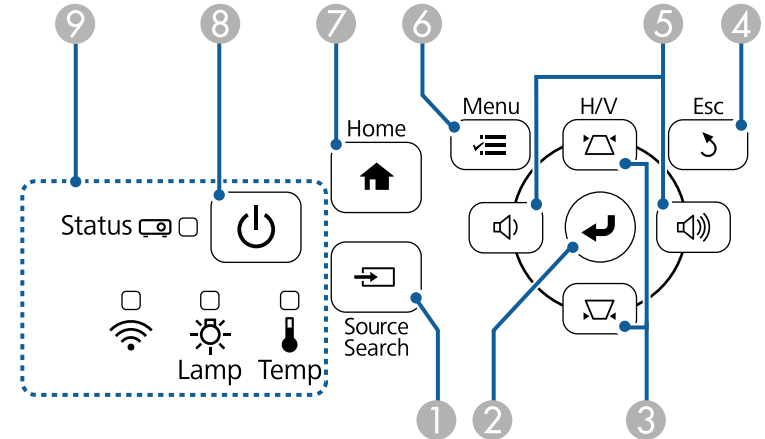 9
8
7
6
5
4
Menu
H/V
Esc
Home
Status
Source
Search
Lamp
Temp
1
2
3